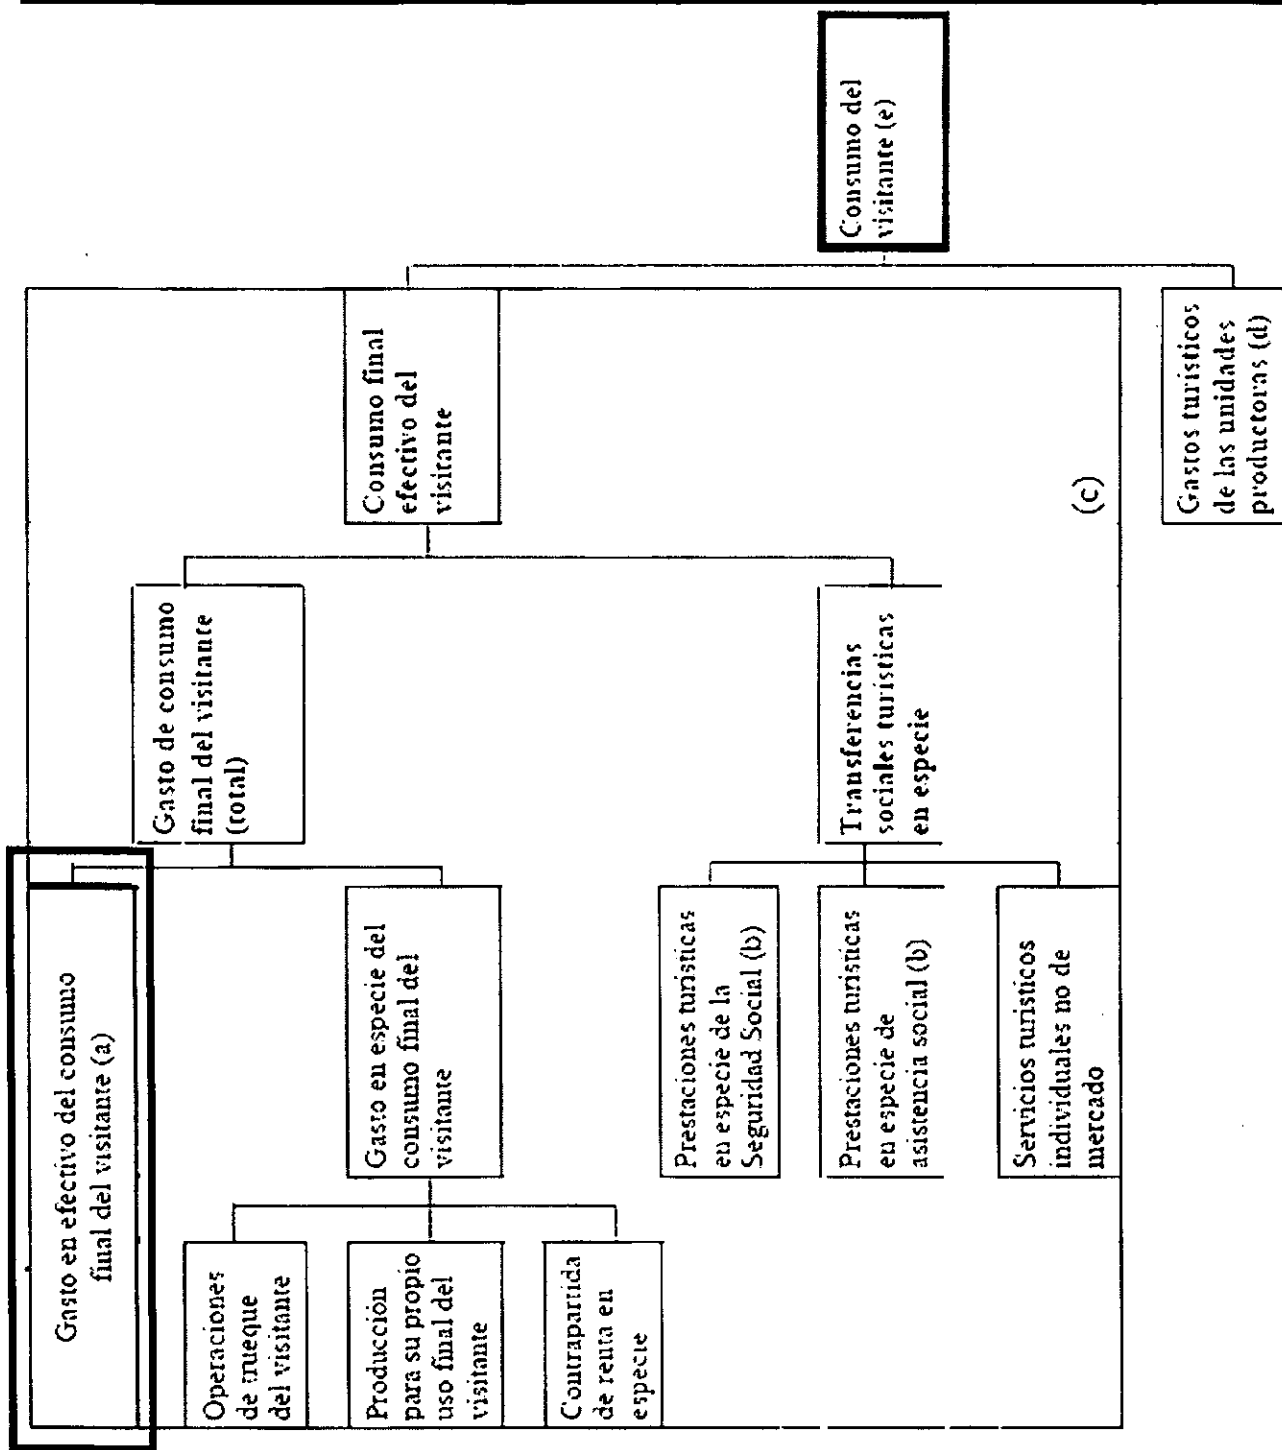 Gasto en efectivo del consumo
final del visitante (a)
Operaciones
de trueque
del visitante
Producción
para su propio
uso final del
visitante
Contrapartida
de renta en
especie
Gasto en especie del
consumo final del
visitante
Prestaciones turísticas
en especie de la
Seguridad Social (b)
Prestaciones turísticas
en especie de
asistencia social (b)
Servicios turísticos
individuales no de
mercado
Gasto de consumo
final del visitante
(total)
Transferencias
sociales turísticas
en especie
Consumo final
efectivo del
visitante
(c)
Gastos turísticos
de las unidades
productoras (d)
Consumo del
visitante (e)